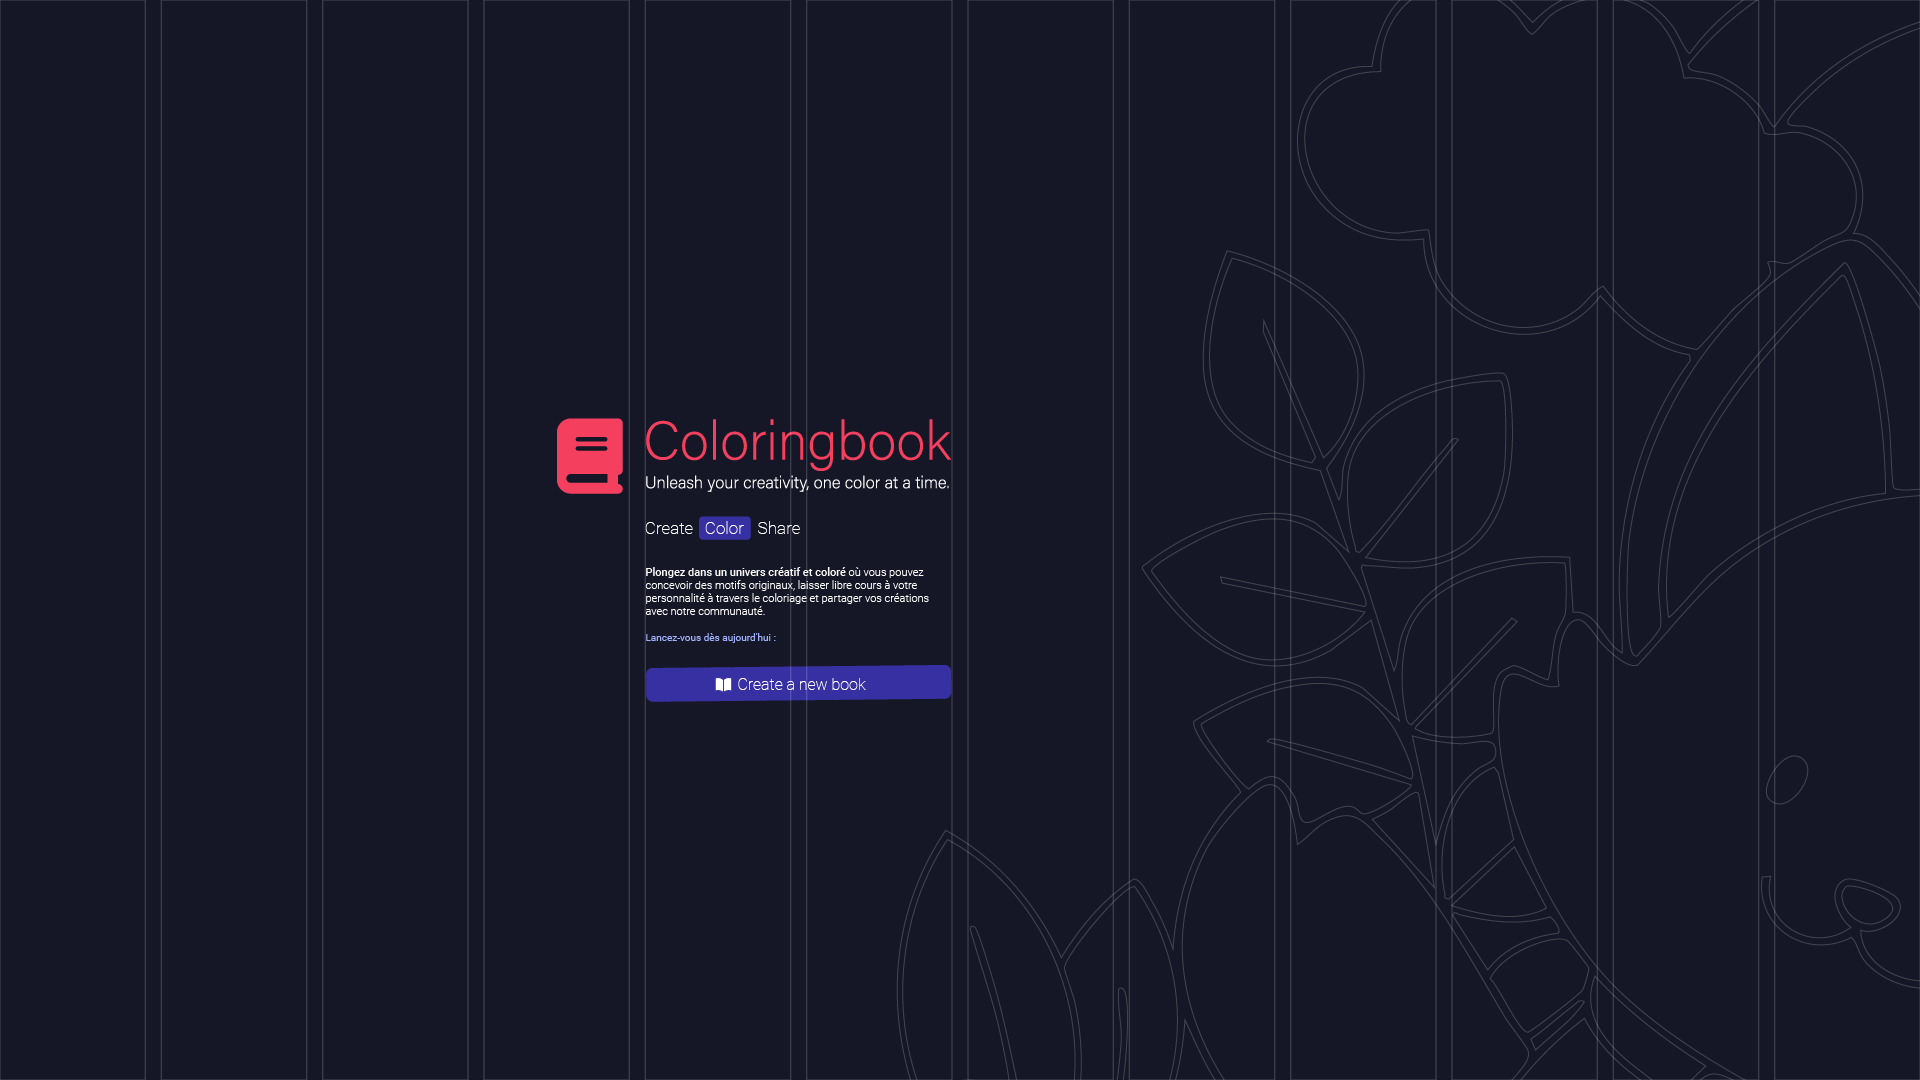 Coloringbook
Unleash your creativity, one color at a time.
Create Color Share
Plongez dans un univers créatif et coloré où vous pouvez
concevoir des motifs originaux, laisser libre cours à votre
personnalité à travers le coloriage et partager vos créations
avec notre communauté.
Lancez-vous dès aujourd'hui :
Create a new book